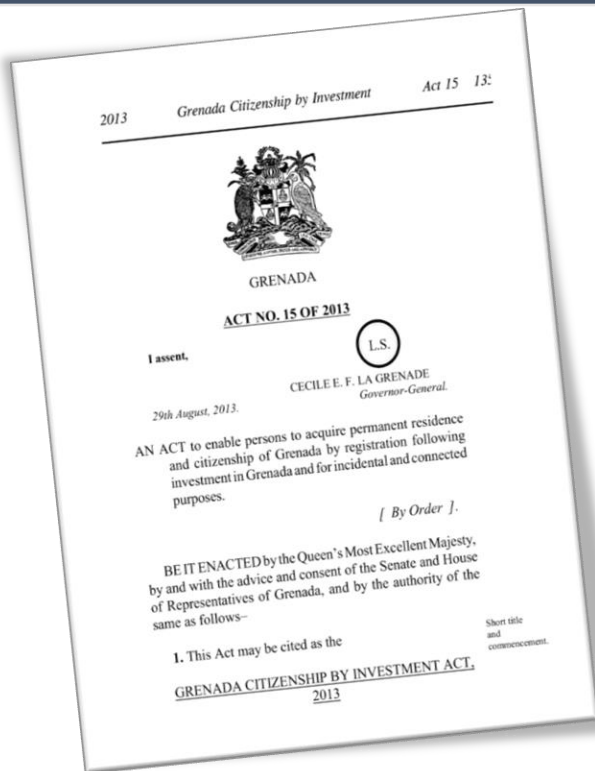 2013 Grenada Citizenship by Investment Act 15
GRENADA
ACT NO. 15 OF 2013
I assent,
L.S.
CECILE E. F. LA GRENADE
Governor-General.
29th August, 2013.
AN ACT to enable persons to acquire permanent residence
and citizenship of Grenada by registration following
investment in Grenada and for incidental and connected
purposes.
[ By Order ].
BE IT ENACTED by the Queen's Most Excellent Majesty,
by and with the advice and consent of the Senate and House
of Representatives of Grenada, and by the authority of the
same as follows–
Short title
and
commencement.
1. This Act may be cited as the
GRENADA CITIZENSHIP BY INVESTMENT ACT,
2013